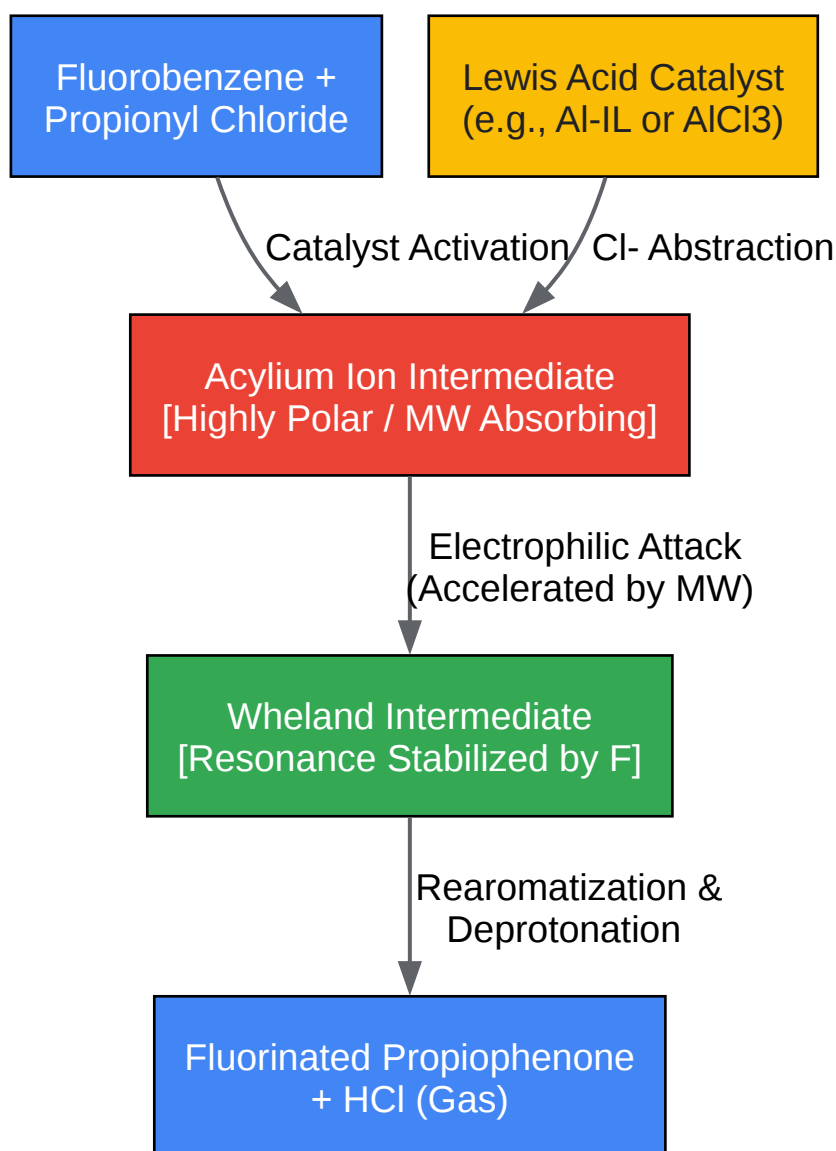 Fluorobenzene +
Propionyl Chloride
Lewis Acid Catalyst
(e.g., Al-IL or AlCl3)
Catalyst Activation
Cl- Abstraction
Acylium Ion Intermediate
[Highly Polar / MW Absorbing]
Electrophilic Attack
(Accelerated by MW)
Wheland Intermediate
[Resonance Stabilized by F]
Rearomatization &
Deprotonation
Fluorinated Propiophenone
+ HCl (Gas)